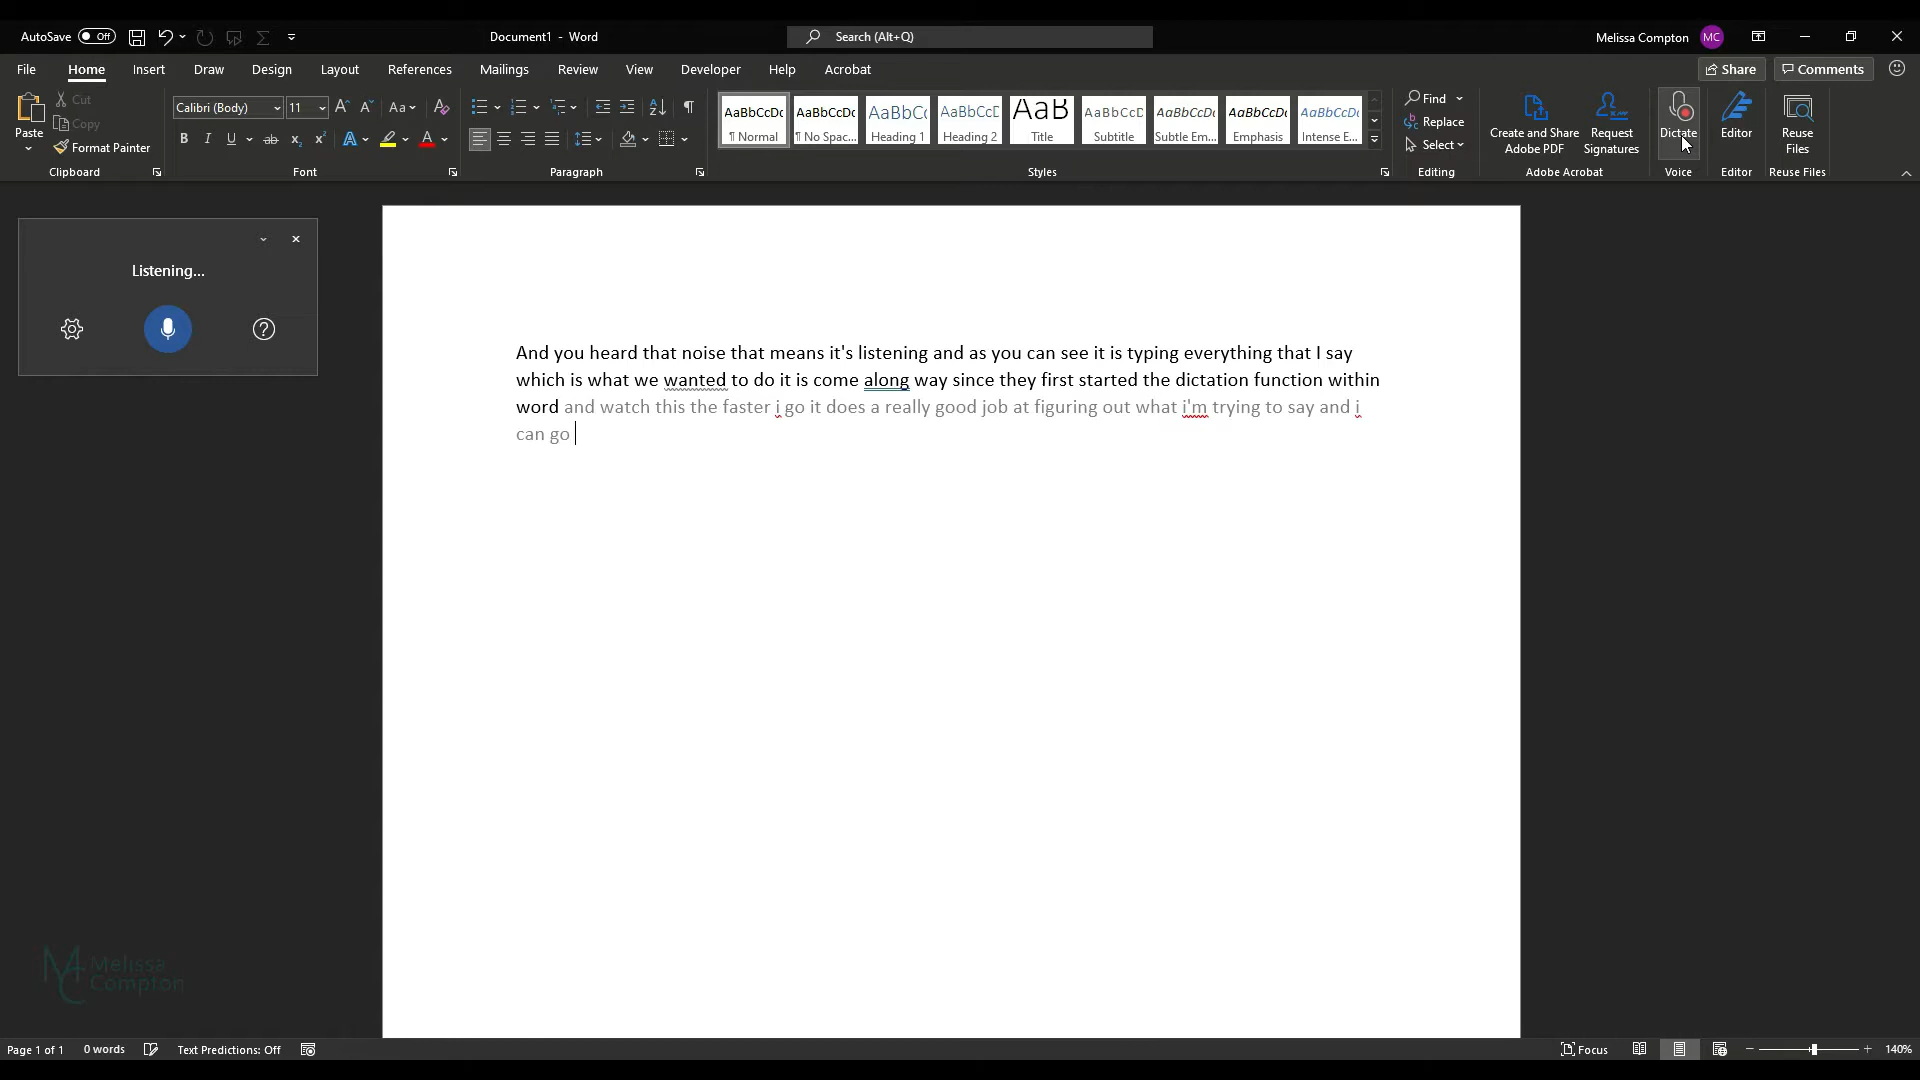 AutoSave Off Document1 - Word Search (Alt+Q) Melissa Compton MC
File Home Insert Draw Design Layout References Mailings Review View Developer Help Acrobat Share Comments
Paste
Cut
Copy
Format Painter
Clipboard
Calibri (Body) 11 Aa
B I U ab x₂ x² A A
Font
Paragraph
AaBbCcDc AaBbCcDc AaBbC AaBbCcD AaB AaBbCcD AaBbCcDc AaBbCcDc AaBbCcDc
¶ Normal ¶ No Spac... Heading 1 Heading 2 Title Subtitle Subtle Em... Emphasis Intense E...
Styles
Find
Replace
Select
Editing
Create and Share
Adobe PDF
Request
Signatures
Adobe Acrobat
Dictate
Voice
Editor
Editor
Reuse
Files
Reuse Files
Listening...
And you heard that noise that means it's listening and as you can see it is typing everything that I say
which is what we wanted to do it is come along way since they first started the dictation function within
word and watch this the faster i go it does a really good job at figuring out what i'm trying to say and i
can go
MC Melissa
Compton
Page 1 of 1 0 words Text Predictions: Off Focus 140%